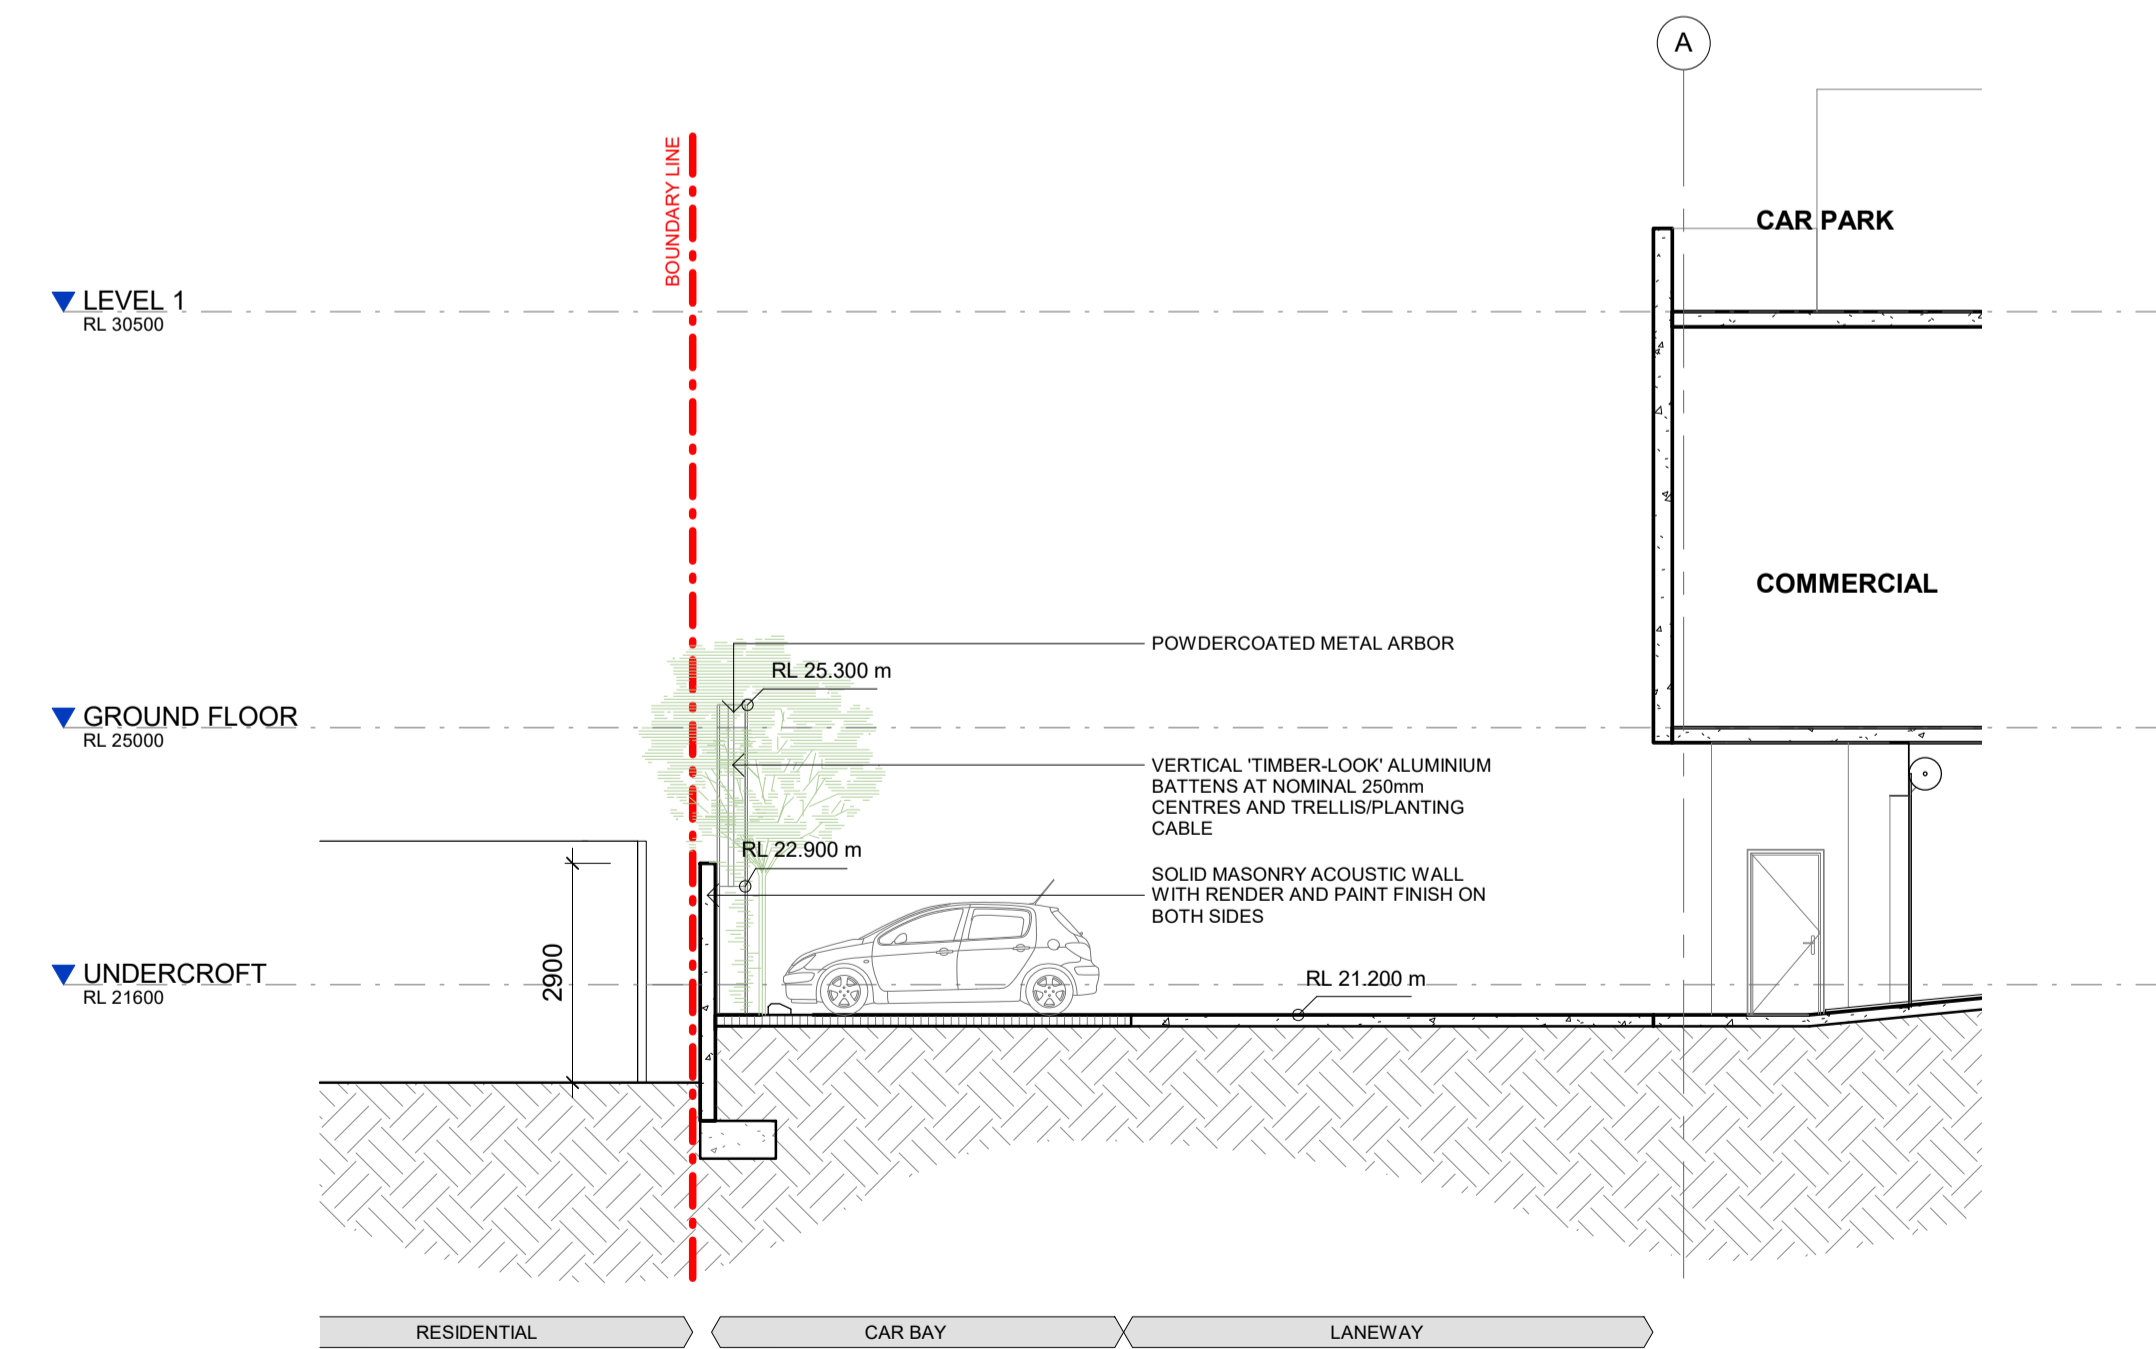 A
BOUNDARY LINE
CAR PARK
LEVEL 1
RL 30500
COMMERCIAL
POWDERCOATED METAL ARBOR
RL 25.300 m
GROUND FLOOR
RL 25000
VERTICAL 'TIMBER-LOOK' ALUMINIUM
BATTENS AT NOMINAL 250mm
CENTRES AND TRELLIS/PLANTING
CABLE
RL 22.900 m
SOLID MASONRY ACOUSTIC WALL
WITH RENDER AND PAINT FINISH ON
BOTH SIDES
2900
UNDERCROFT
RL 21600
RL 21.200 m
RESIDENTIAL
CAR BAY
LANEWAY